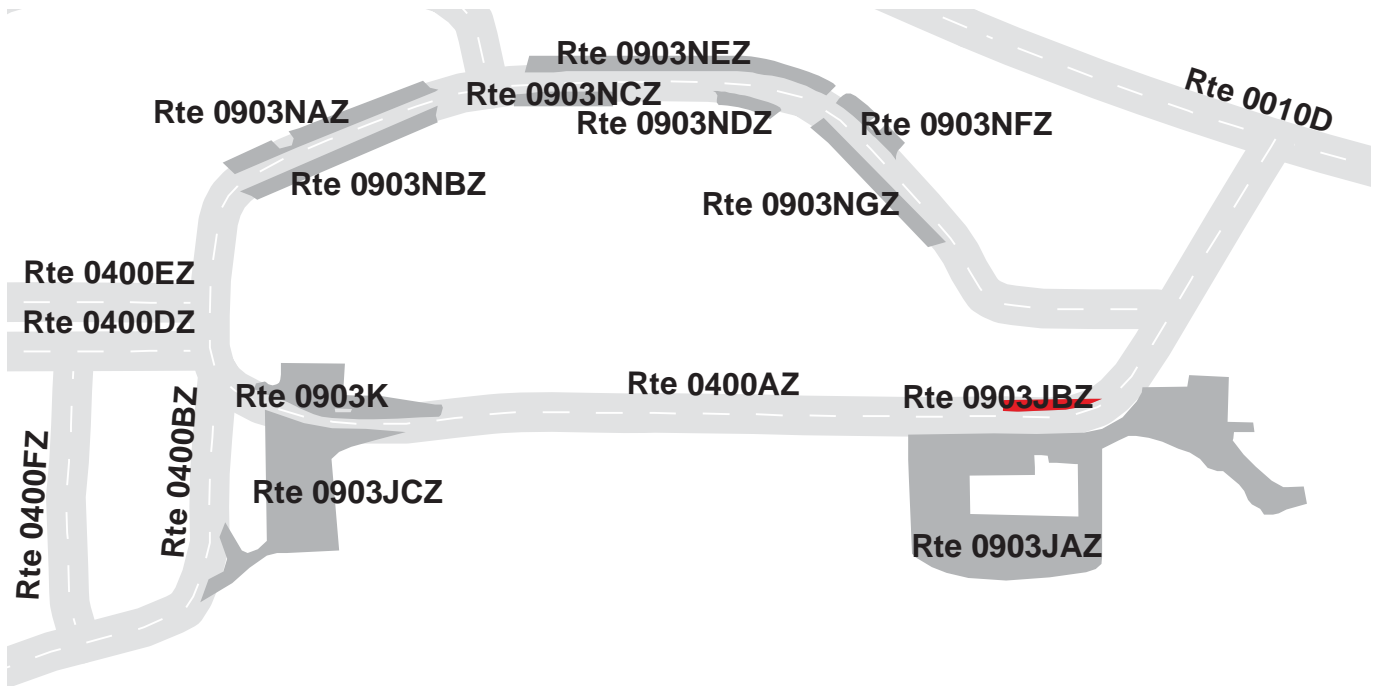 Rte 0903NEZ
Rte 0010D
Rte 0903NCZ
Rte 0903NAZ
Rte 0903NDZ
Rte 0903NFZ
Rte 0903NBZ
Rte 0903NGZ
Rte 0400EZ
Rte 0400DZ
Rte 0400AZ
Rte 0903K
Rte 0903JBZ
Rte 0400BZ
Rte 0400FZ
Rte 0903JCZ
Rte 0903JAZ